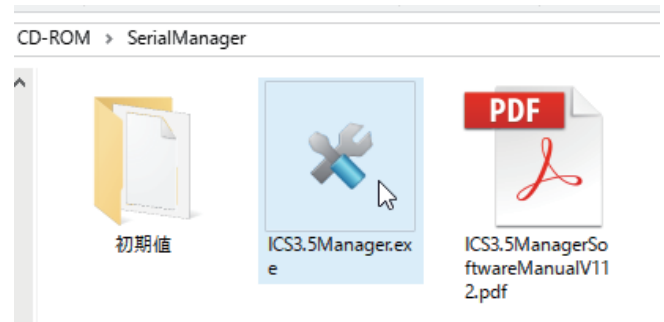 CD-ROM > SerialManager
PDF
初期値
ICS3.5Manager.ex
e
ICS3.5ManagerSo
ftwareManualV11
2.pdf